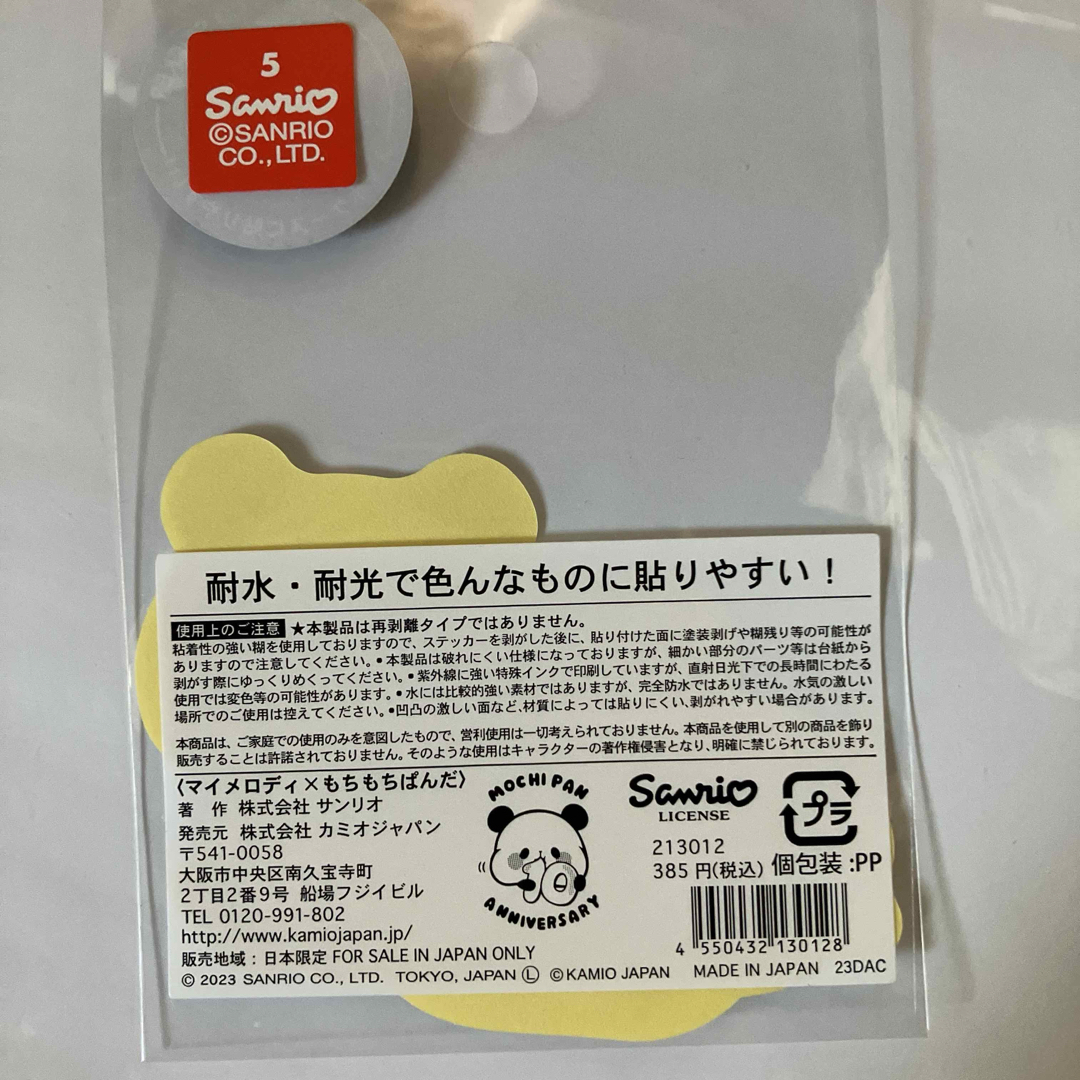 5
Sanrio
©SANRIO
CO., LTD.
耐水・耐光で色んなものに貼りやすい！
使用上のご注意 ★本製品は再剥離タイプではありません。
粘着性の強い糊を使用しておりますので、ステッカーを剥がした後に、貼り付けた面に塗装剥げや糊残り等の可能性が
ありますので注意してください。•本製品は破れにくい仕様になっておりますが、細かい部分のパーツ等は台紙から
剥がす際にゆっくりめくってください。•紫外線に強い特殊インクで印刷していますが、直射日光下での長時間にわたる
使用では変色等の可能性があります。•水には比較的強い素材ではありますが、完全防水ではありません。水気の激しい
場所でのご使用は控えてください。•凹凸の激しい面など、材質によっては貼りにくい、剥がれやすい場合があります。
本商品は、ご家庭での使用のみを意図したもので、営利使用は一切考えられておりません。本商品を使用して別の商品を飾り
販売することは許諾されておりません。そのような使用はキャラクターの著作権侵害となり、明確に禁じられております。
〈マイメロディ×もちもちぱんだ〉
著　作 株式会社 サンリオ
発売元 株式会社 カミオジャパン
〒541-0058
大阪市中央区南久宝寺町
2丁目2番9号 船場フジイビル
TEL 0120-991-802
http://www.kamiojapan.jp/
販売地域：日本限定 FOR SALE IN JAPAN ONLY
© 2023 SANRIO CO., LTD. TOKYO, JAPAN Ⓛ ©KAMIO JAPAN MADE IN JAPAN 23DAC
MOCHI PAN
10
ANNIVERSARY
Sanrio
LICENSE
プラ
213012
385 円(税込) 個包装:PP
4 550432 130128